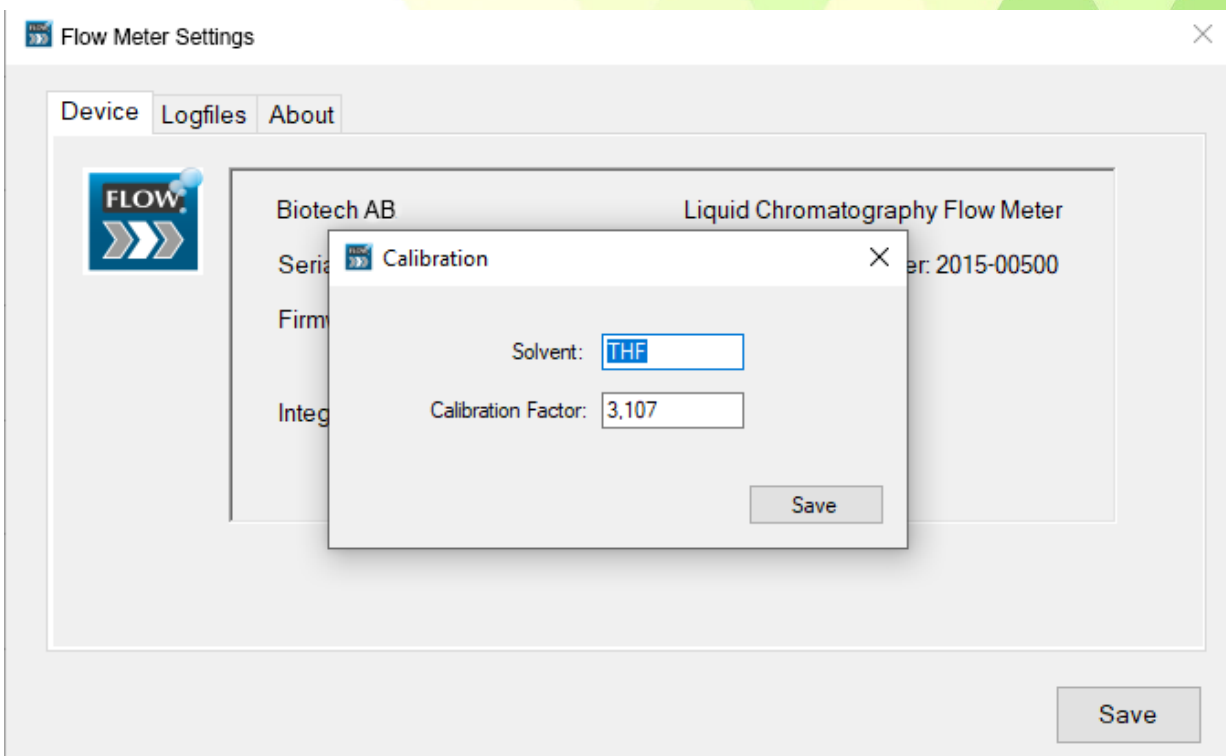 Flow Meter Settings
Device Logfiles About
FLOW
Biotech AB Liquid Chromatography Flow Meter
2015-00500
Calibration
Solvent: THF
Calibration Factor: 3,107
Save
Save